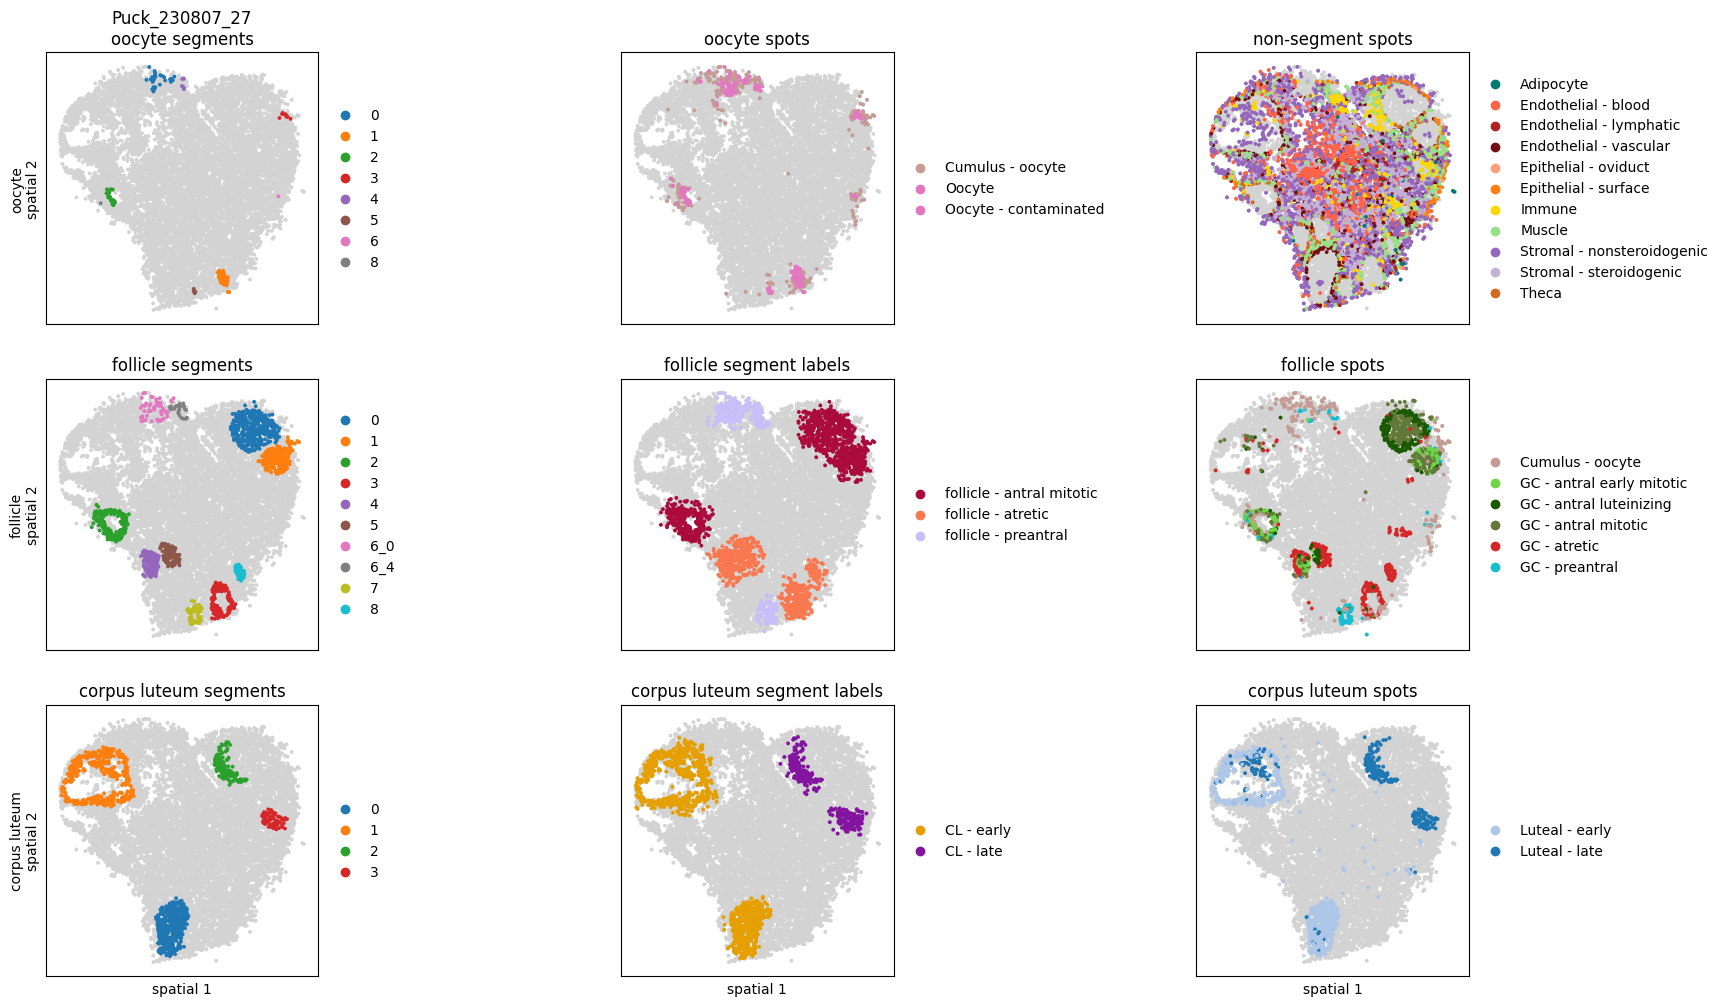 Puck_230807_27
oocyte segments
oocyte
spatial 2
0
1
2
3
4
5
6
8
oocyte spots
Cumulus - oocyte
Oocyte
Oocyte - contaminated
non-segment spots
Adipocyte
Endothelial - blood
Endothelial - lymphatic
Endothelial - vascular
Epithelial - oviduct
Epithelial - surface
Immune
Muscle
Stromal - nonsteroidogenic
Stromal - steroidogenic
Theca
follicle segments
follicle
spatial 2
0
1
2
3
4
5
6_0
6_4
7
8
follicle segment labels
follicle - antral mitotic
follicle - atretic
follicle - preantral
follicle spots
Cumulus - oocyte
GC - antral early mitotic
GC - antral luteinizing
GC - antral mitotic
GC - atretic
GC - preantral
corpus luteum segments
corpus luteum
spatial 2
spatial 1
0
1
2
3
corpus luteum segment labels
spatial 1
CL - early
CL - late
corpus luteum spots
spatial 1
Luteal - early
Luteal - late